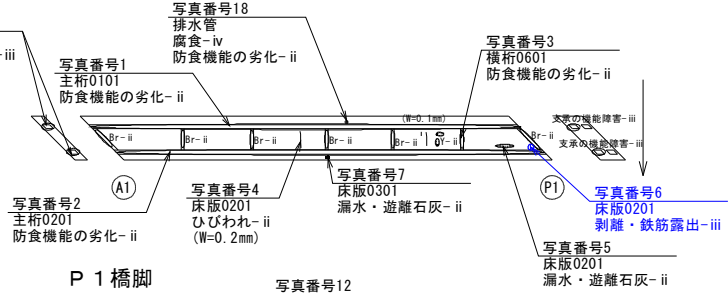 写真番号18
排水管
腐食-ⅳ
防食機能の劣化-ⅱ
ⅲ
写真番号1
主桁0101
防食機能の劣化-ⅱ
写真番号3
横桁0601
防食機能の劣化-ⅱ
(W=0.1mm)
支承の機能障害-ⅲ
Br-ⅱ
Br-ⅱ
Br-ⅱ
Br-ⅱ
Br-ⅱ
Y-ⅱ
Br-ⅱ
支承の機能障害-ⅲ
A1
P1
写真番号2
主桁0201
防食機能の劣化-ⅱ
写真番号4
床版0201
ひびわれ-ⅱ
(W=0.2mm)
写真番号7
床版0301
漏水・遊離石灰-ⅱ
写真番号6
床版0201
剥離・鉄筋露出-ⅲ
写真番号5
床版0201
漏水・遊離石灰-ⅱ
Ｐ１橋脚
写真番号12